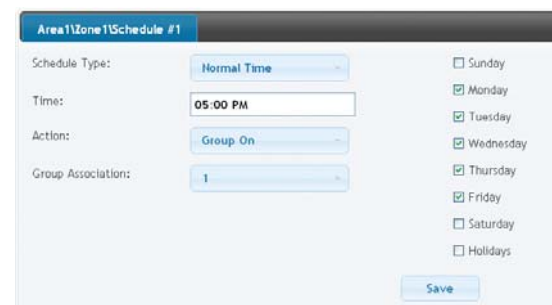 Area1\Zone1\Schedule #1
Schedule Type:
Normal Time
Time:
05:00 PM
Action:
Group On
Group Association:
1
Sunday
Monday
Tuesday
Wednesday
Thursday
Friday
Saturday
Holidays
Save